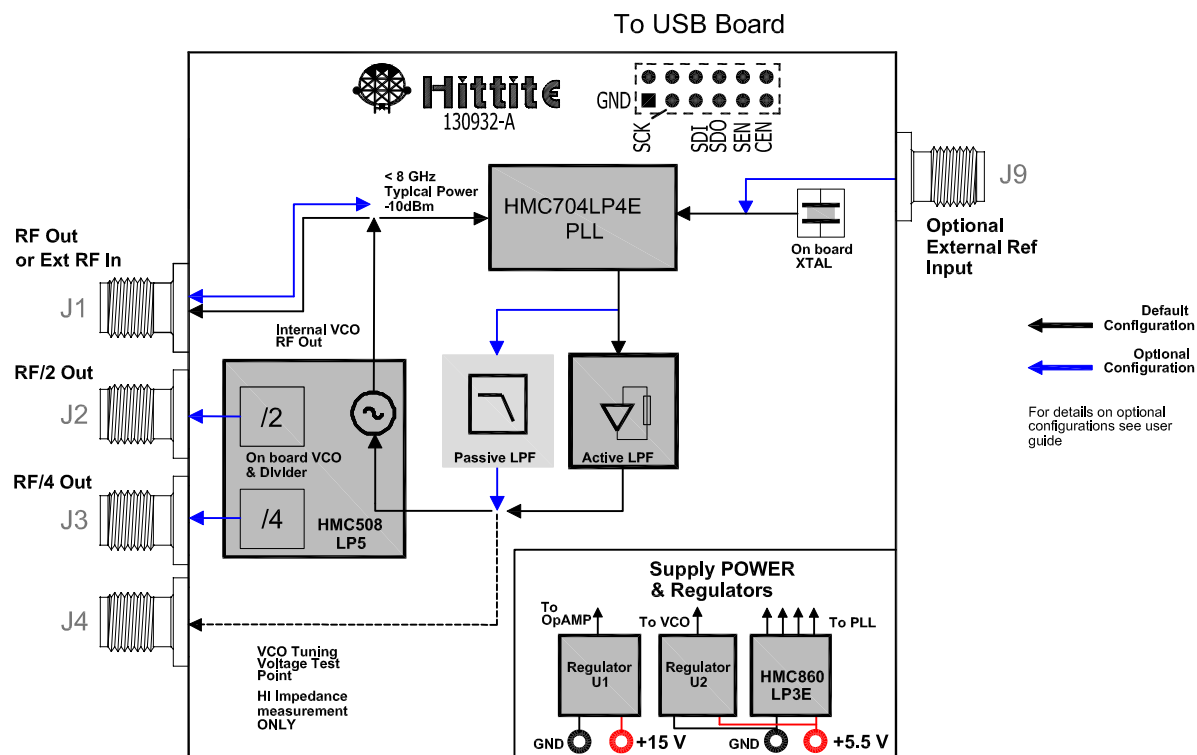 To USB Board
Hittite
130932-A
GND
SCK
SDI
SDO
SEN
CEN
J9
Optional
External Ref
Input
< 8 GHz
Typical Power
-10dBm
HMC704LP4E
PLL
On board
XTAL
RF Out
or Ext RF In
J1
Internal VCO
RF Out
Default
Configuration
Optional
Configuration
For details on optional
configurations see user
guide
RF/2 Out
J2
/2
On board VCO
& Divider
Passive LPF
Active LPF
RF/4 Out
J3
/4
HMC508
LP5
J4
VCO Tuning
Voltage Test
Point
HI Impedance
measurement
ONLY
Supply POWER
& Regulators
To
OpAMP
To VCO
To PLL
Regulator
U1
Regulator
U2
HMC860
LP3E
GND
+15 V
GND
+5.5 V